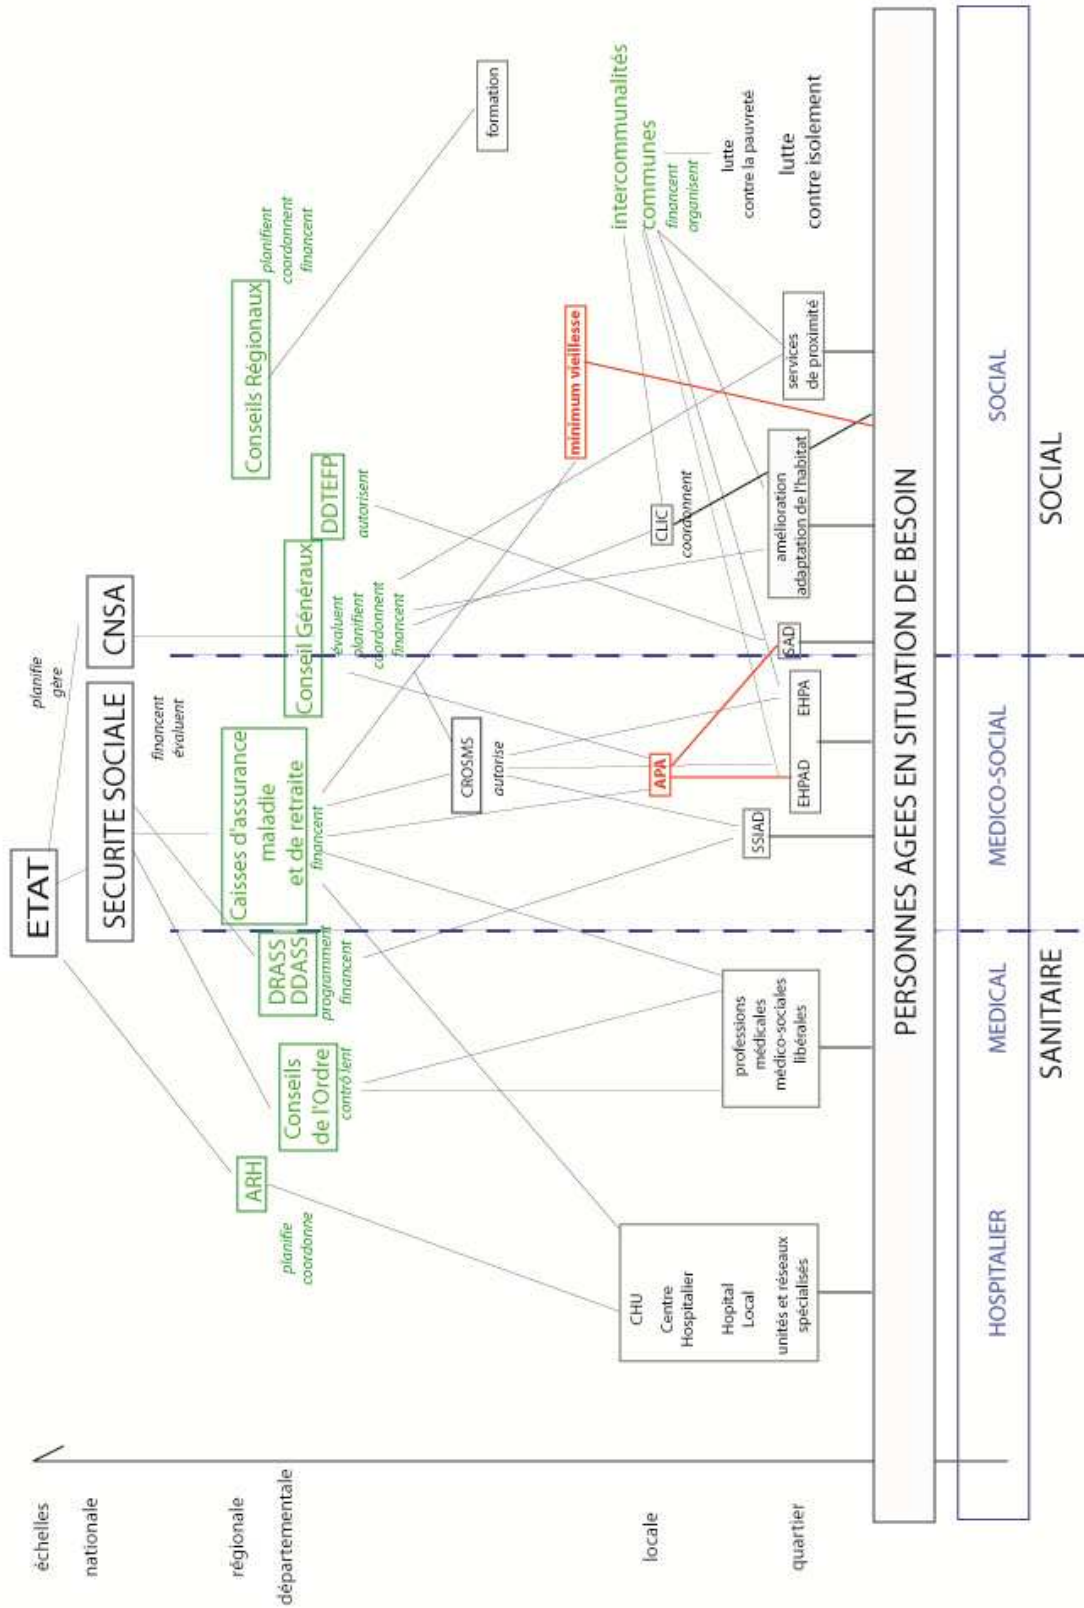 échelles
nationale
régionale
départementale
locale
quartier
ETAT
planifie
gère
SECURITE SOCIALE
CNSA
financent
évaluent
ARH
planifie
coordonne
Conseils
de l'Ordre
contrôlent
DRASS
DDASS
programment
financent
Caisses d'assurance
maladie
et de retraite
financent
Conseil Généraux
évaluent
planifient
coordonnent
financent
DDTEFP
autorisent
Conseils Régionaux
planifient
coordonnent
financent
formation
CROSMS
autorise
minimum vieillesse
intercommunalités
communes
financent
organisent
lutte
contre la pauvreté
lutte
contre isolement
CHU
Centre
Hospitalier
Hopital
Local
unités et réseaux
spécialisés
professions
médicales
médico-sociales
libérales
SSIAD
APA
EHPAD
EHPA
SAD
CLIC
coordonnent
amélioration
adaptation de l'habitat
services
de proximité
PERSONNES AGEES EN SITUATION DE BESOIN
HOSPITALIER
MEDICAL
MEDICO-SOCIAL
SOCIAL
SANITAIRE
SOCIAL